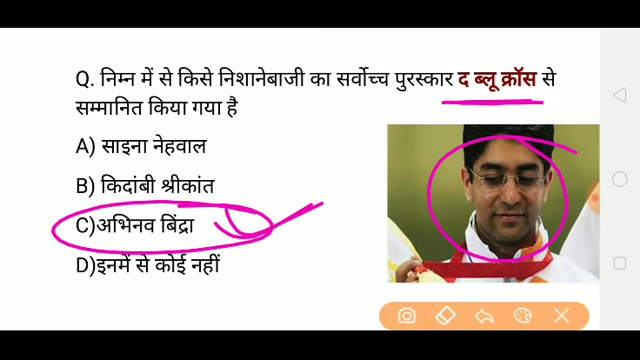 Q. निम्न में से किसे निशानेबाजी का सर्वोच्च पुरस्कार द ब्लू क्रॉस से
सम्मानित किया गया है
A) साइना नेहवाल
B) किदांबी श्रीकांत
C)अभिनव बिंद्रा
D)इनमें से कोई नहीं